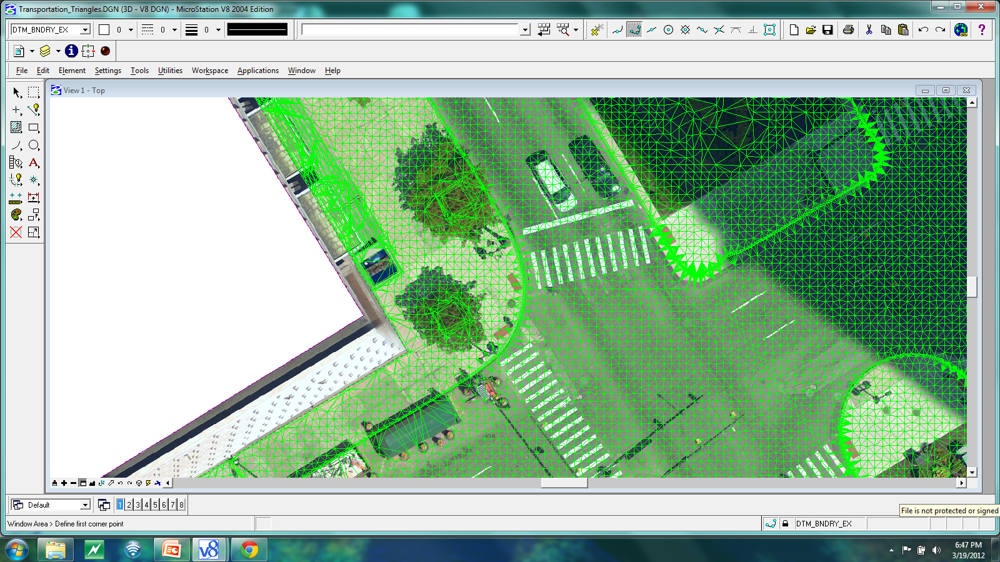 Transportation_Triangles.DGN (3D - V8 DGN) - MicroStation V8 2004 Edition
DTM_BNDRY_EX 0 0 0
File Edit Element Settings Tools Utilities Workspace Applications Window Help
View 1 - Top
Default 1 2 3 4 5 6 7 8
File is not protected or signed
Window Area > Define first corner point DTM_BNDRY_EX
V8
6:47 PM
3/19/2012